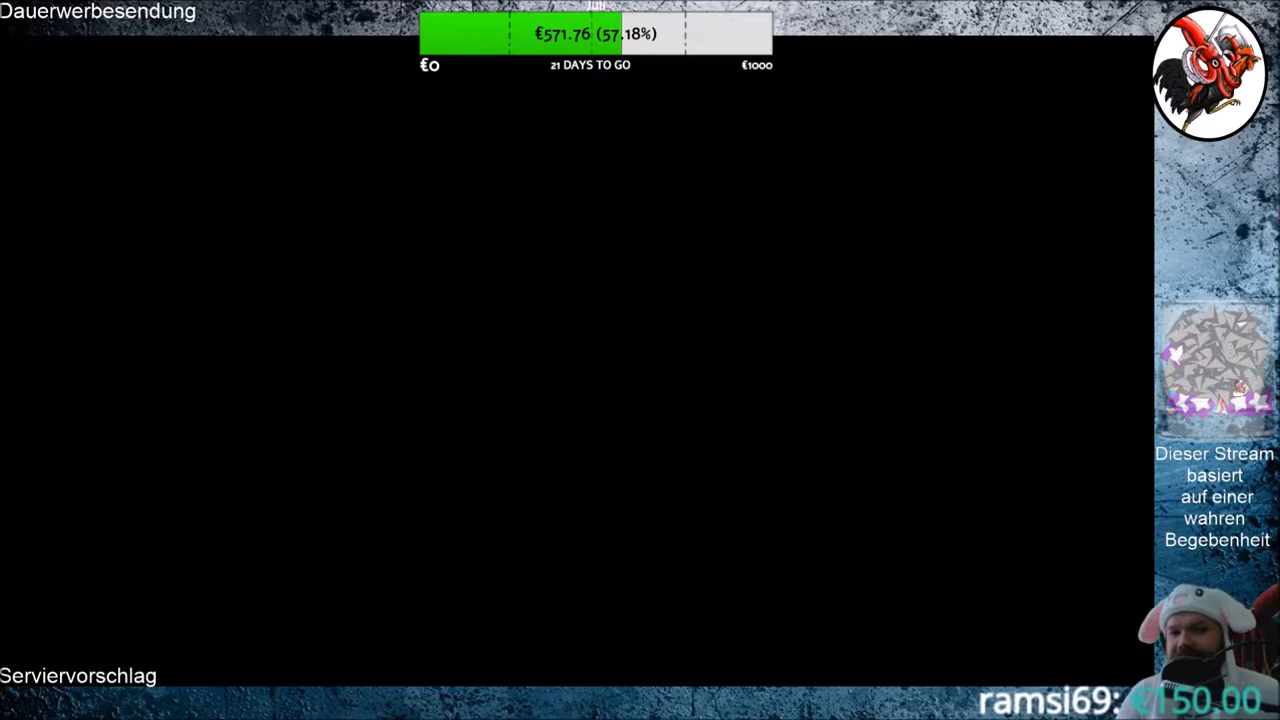 Dauerwerbesendung
Juli
€571.76 (57.18%)
€0
21 DAYS TO GO
€1000
Dieser Stream
basiert
auf einer
wahren
Begebenheit
Serviervorschlag
ramsi69: €150.00